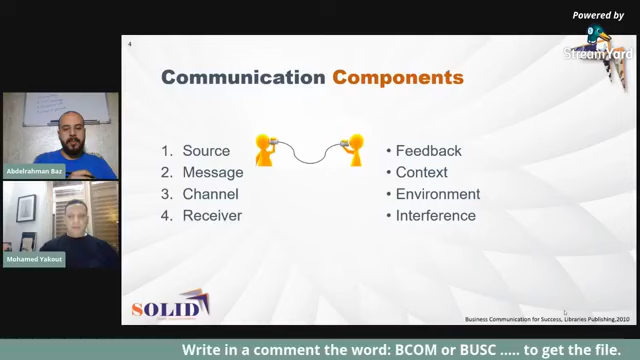 Powered by
StreamYard
4
Communication Components
1. Source
2. Message
3. Channel
4. Receiver
• Feedback
• Context
• Environment
• Interference
Abdelrahman Baz
Mohamed Yakout
SOLID
Business Communication for Success, Libraries Publishing,2010
Write in a comment the word: BCOM or BUSC ..... to get the file.